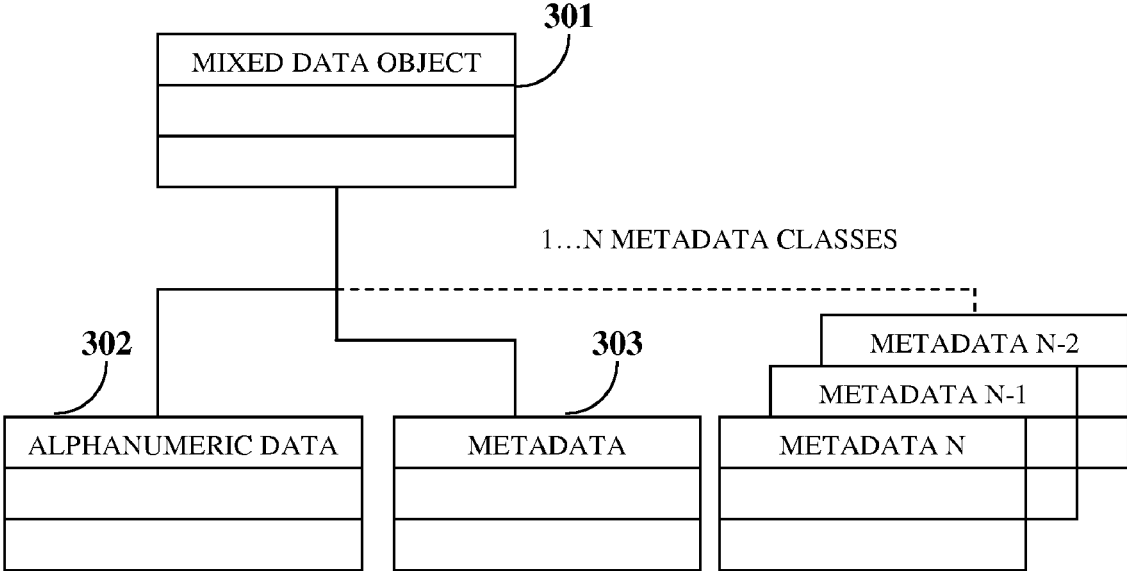 301
MIXED DATA OBJECT
1...N METADATA CLASSES
302
303
METADATA N-2
METADATA N-1
ALPHANUMERIC DATA
METADATA
METADATA N